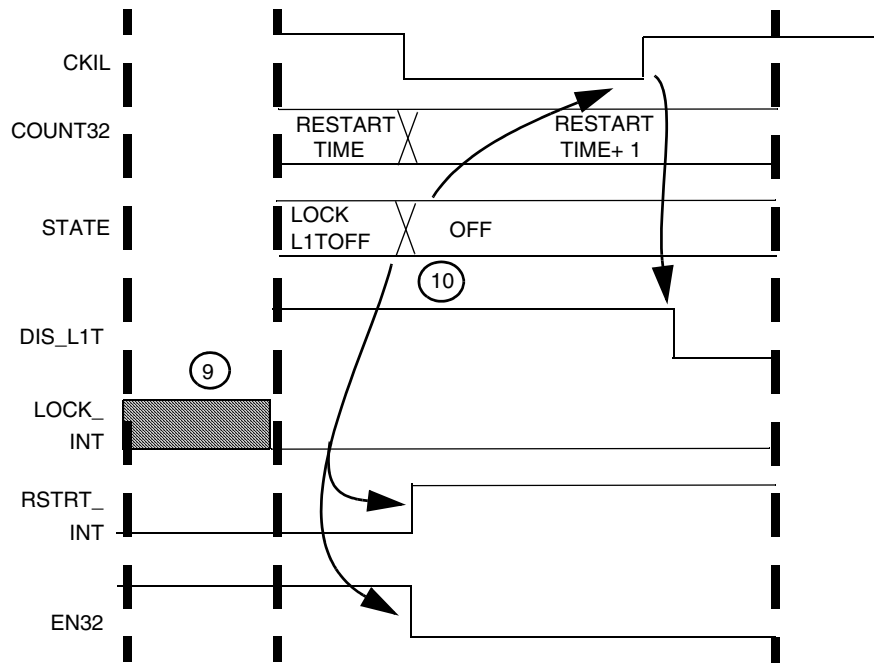 CKIL
COUNT32
RESTART
TIME
RESTART
TIME+ 1
STATE
LOCK
L1TOFF
OFF
10
DIS_L1T
9
LOCK_
INT
RSTRT_
INT
EN32